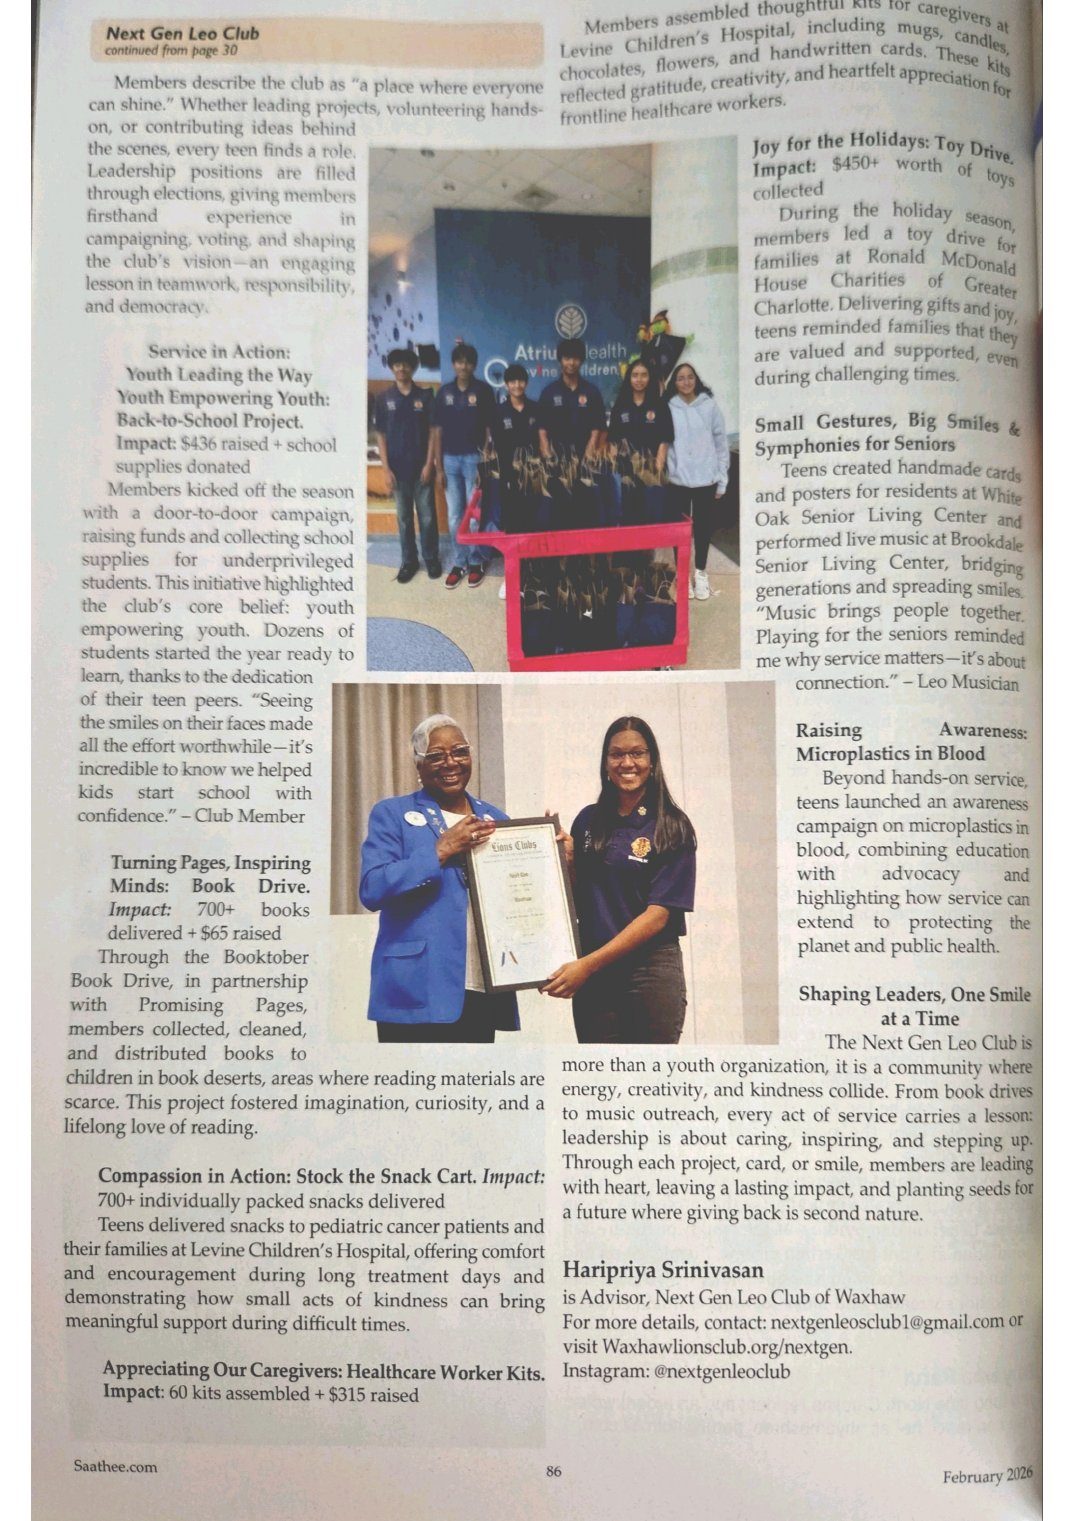 Next Gen Leo Club
continued from page 30
Members describe the club as "a place where everyone
can shine." Whether leading projects, volunteering hands-
on, or contributing ideas behind
the scenes, every teen finds a role.
Leadership positions are filled
through elections, giving members
firsthand experience in
campaigning, voting, and shaping
the club's vision—an engaging
lesson in teamwork, responsibility,
and democracy.
Service in Action:
Youth Leading the Way
Youth Empowering Youth:
Back-to-School Project.
Impact: $436 raised + school
supplies donated
Members kicked off the season
with a door-to-door campaign,
raising funds and collecting school
supplies for underprivileged
students. This initiative highlighted
the club's core belief: youth
empowering youth. Dozens of
students started the year ready to
learn, thanks to the dedication
of their teen peers. "Seeing
the smiles on their faces made
all the effort worthwhile—it's
incredible to know we helped
kids start school with
confidence." – Club Member
Turning Pages, Inspiring
Minds: Book Drive.
Impact: 700+ books
delivered + $65 raised
Through the Booktober
Book Drive, in partnership
with Promising Pages,
members collected, cleaned,
and distributed books to
children in book deserts, areas where reading materials are
scarce. This project fostered imagination, curiosity, and a
lifelong love of reading.
Compassion in Action: Stock the Snack Cart. Impact:
700+ individually packed snacks delivered
Teens delivered snacks to pediatric cancer patients and
their families at Levine Children's Hospital, offering comfort
and encouragement during long treatment days and
demonstrating how small acts of kindness can bring
meaningful support during difficult times.
Appreciating Our Caregivers: Healthcare Worker Kits.
Impact: 60 kits assembled + $315 raised
Members assembled thoughtful kits for caregivers at
Levine Children's Hospital, including mugs, candles,
chocolates, flowers, and handwritten cards. These kits
reflected gratitude, creativity, and heartfelt appreciation for
frontline healthcare workers.
Joy for the Holidays: Toy Drive.
Impact: $450+ worth of toys
collected
During the holiday season,
members led a toy drive for
families at Ronald McDonald
House Charities of Greater
Charlotte. Delivering gifts and joy,
teens reminded families that they
are valued and supported, even
during challenging times.
Small Gestures, Big Smiles &
Symphonies for Seniors
Teens created handmade cards
and posters for residents at White
Oak Senior Living Center and
performed live music at Brookdale
Senior Living Center, bridging
generations and spreading smiles.
"Music brings people together.
Playing for the seniors reminded
me why service matters—it's about
connection." – Leo Musician
Raising Awareness:
Microplastics in Blood
Beyond hands-on service,
teens launched an awareness
campaign on microplastics in
blood, combining education
with advocacy and
highlighting how service can
extend to protecting the
planet and public health.
Shaping Leaders, One Smile
at a Time
The Next Gen Leo Club is
more than a youth organization, it is a community where
energy, creativity, and kindness collide. From book drives
to music outreach, every act of service carries a lesson:
leadership is about caring, inspiring, and stepping up.
Through each project, card, or smile, members are leading
with heart, leaving a lasting impact, and planting seeds for
a future where giving back is second nature.
Haripriya Srinivasan
is Advisor, Next Gen Leo Club of Waxhaw
For more details, contact: nextgenleosclub1@gmail.com or
visit Waxhawlionsclub.org/nextgen.
Instagram: @nextgenleoclub
Atriu Health
vine ildren
Lions Clubs
Saathee.com
86
February 2026